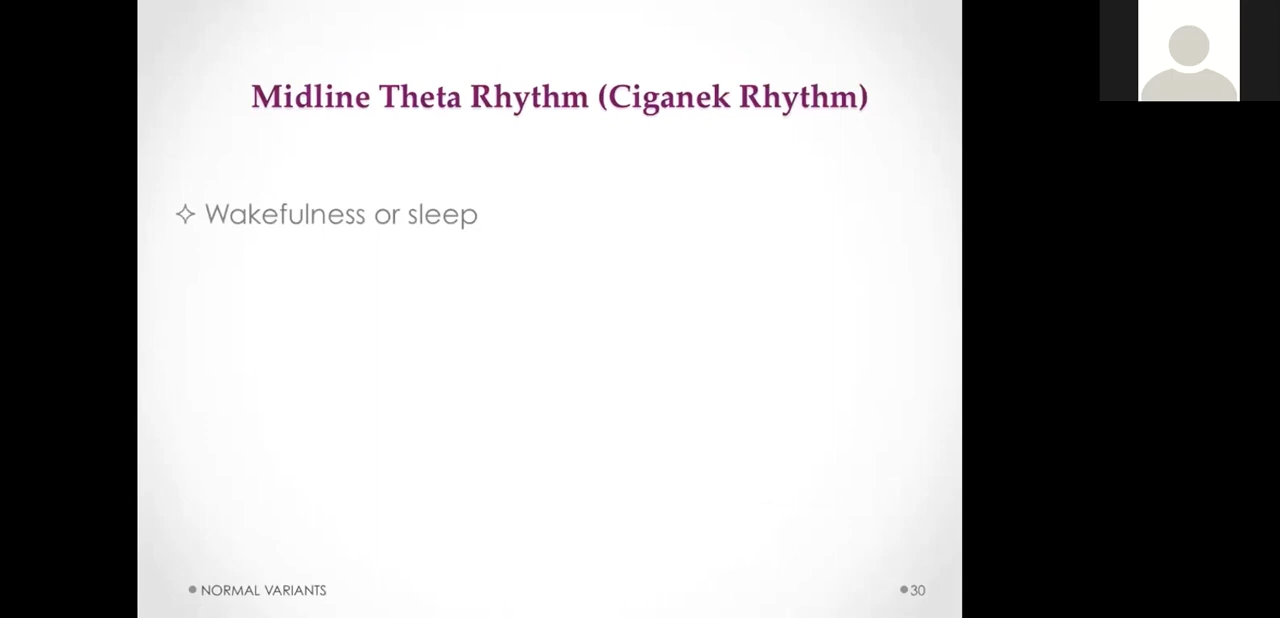 Midline Theta Rhythm (Ciganek Rhythm)
✧ Wakefulness or sleep
● NORMAL VARIANTS
● 30